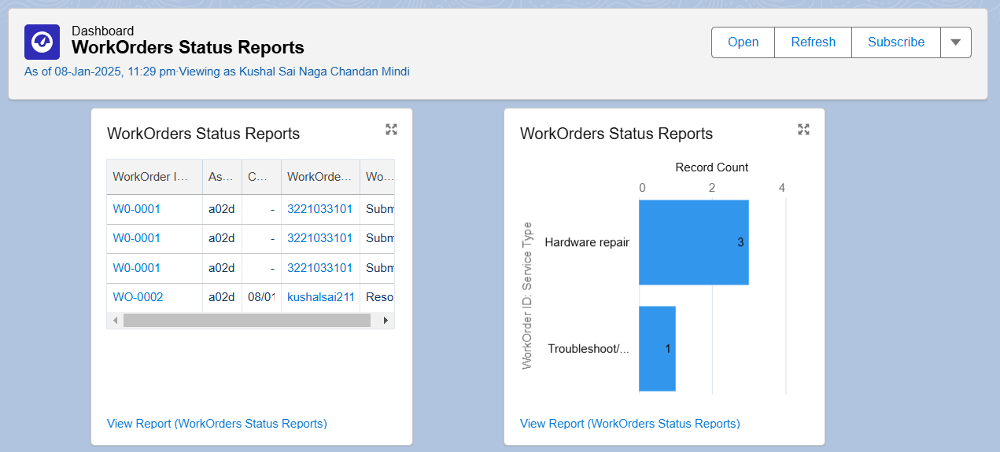 Dashboard
WorkOrders Status Reports
As of 08-Jan-2025, 11:29 pm·Viewing as Kushal Sai Naga Chandan Mindi
Open Refresh Subscribe
WorkOrders Status Reports
WorkOrder I... As... C... WorkOrde... Wo...
W0-0001 a02d - 3221033101 Subm
W0-0001 a02d - 3221033101 Subm
W0-0001 a02d - 3221033101 Subm
WO-0002 a02d 08/01 kushalsai211 Reso
View Report (WorkOrders Status Reports)
WorkOrders Status Reports
Record Count
0 2 4
WorkOrder ID: Service Type
Hardware repair 3
Troubleshoot/... 1
View Report (WorkOrders Status Reports)